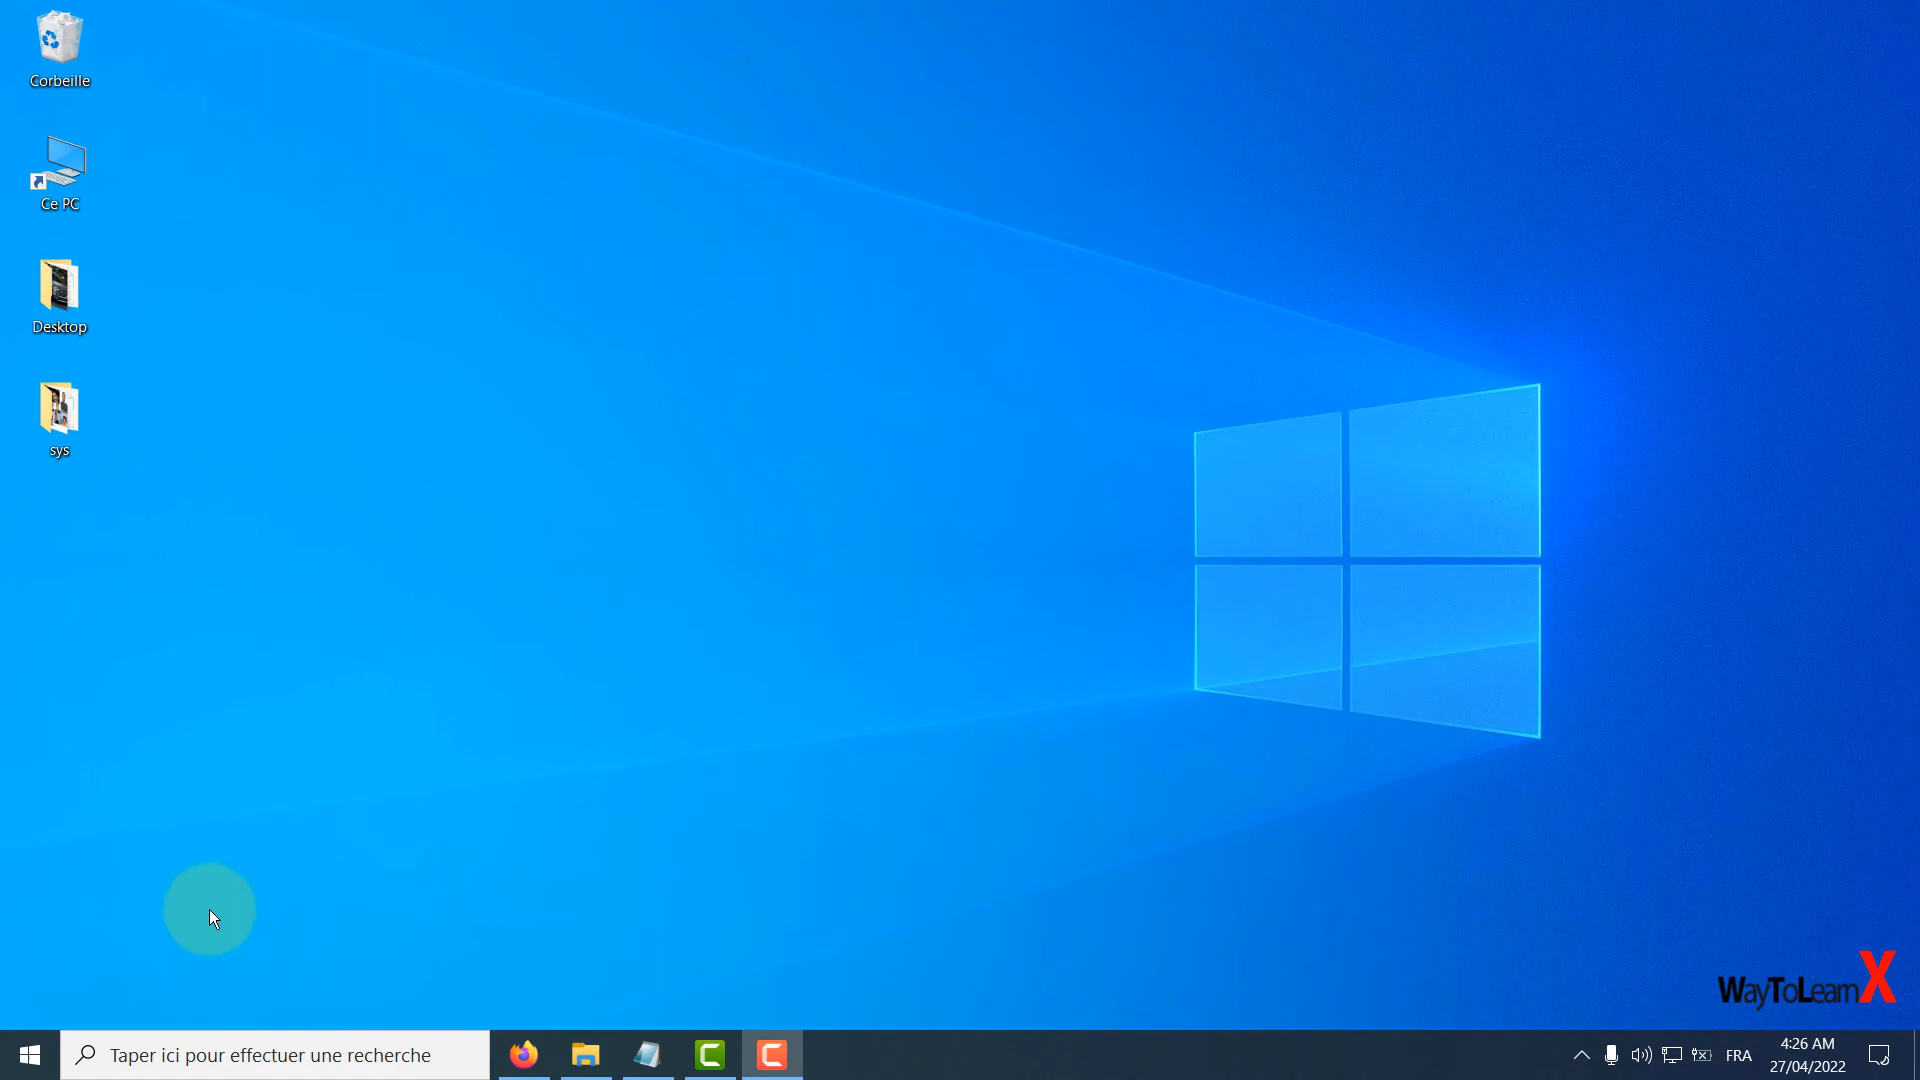 Corbeille
Ce PC
Desktop
sys
WayToLearnX
Taper ici pour effectuer une recherche
FRA
4:26 AM
27/04/2022